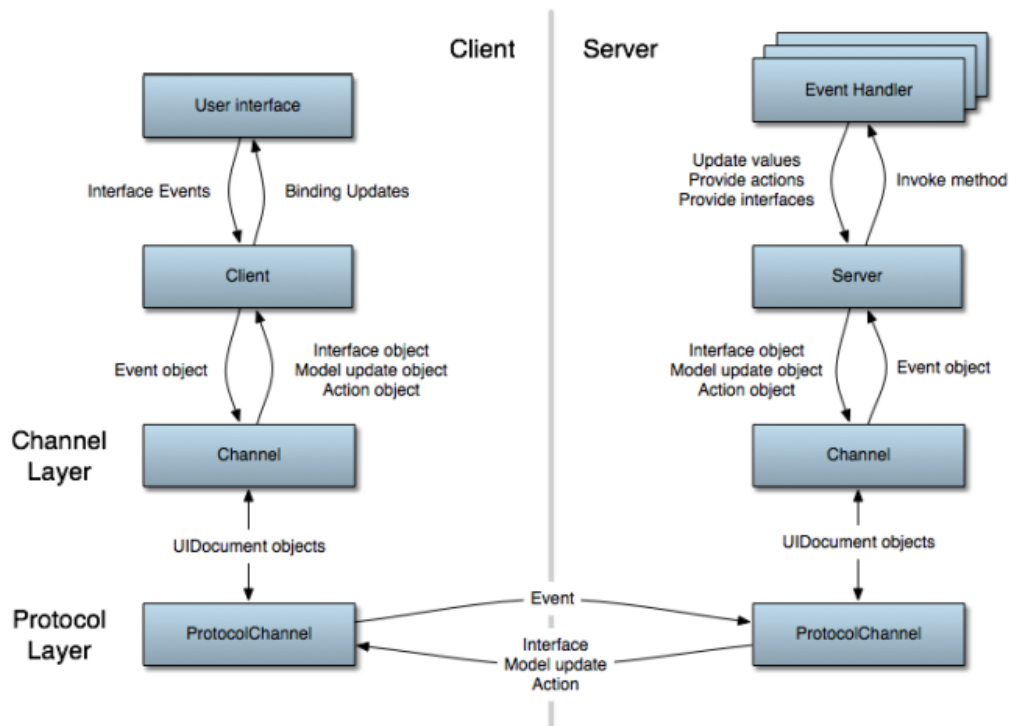 Client
Server
User interface
Event Handler
Interface Events
Binding Updates
Update values
Provide actions
Provide interfaces
Invoke method
Client
Server
Event object
Interface object
Model update object
Action object
Interface object
Model update object
Action object
Event object
Channel
Layer
Channel
Channel
UIDocument objects
UIDocument objects
Protocol
Layer
ProtocolChannel
Event
Interface
Model update
Action
ProtocolChannel